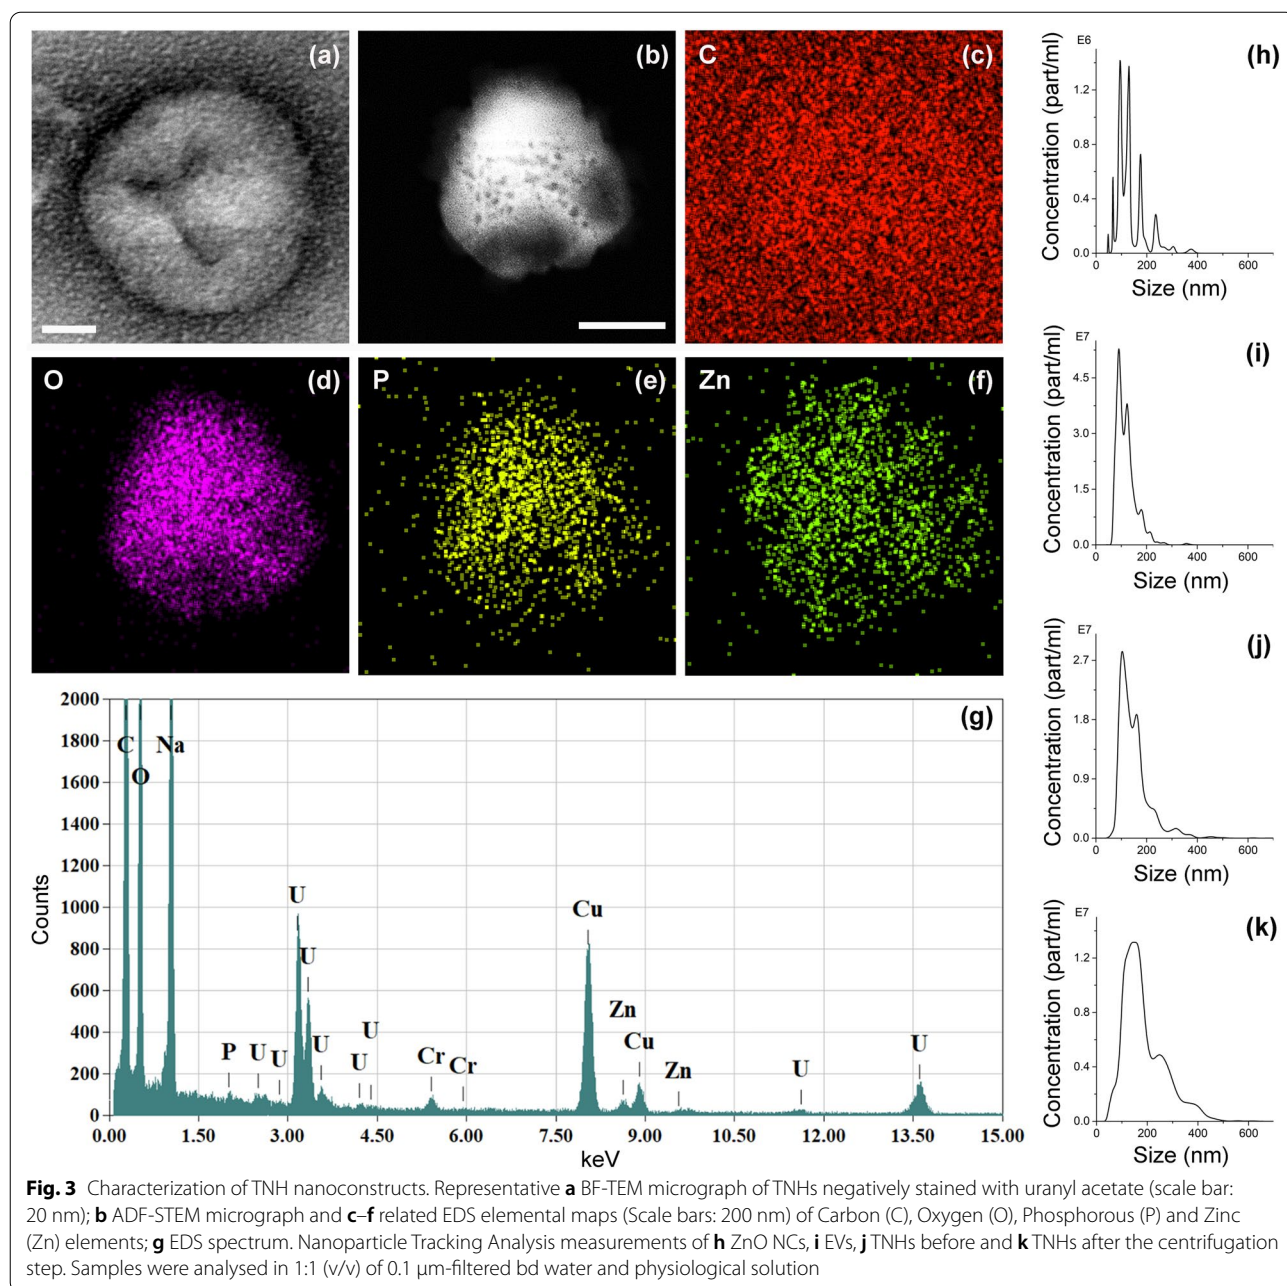 (a)
(b)
C (c)
O (d)
P (e)
Zn (f)
(g)
2000
1800
1600
1400
1200
1000
800
600
400
200
0
Counts
C
O
Na
P
U
U
U
U
U
U
U
Cr
Cr
Cu
Zn
Cu
Zn
U
U
0.00 1.50 3.00 4.50 6.00 7.50 9.00 10.50 12.00 13.50 15.00
keV
(h)
E6
1.2
0.8
0.4
0.0
Concentration (part/ml)
0 200 400 600
Size (nm)
(i)
E7
4.5
3.0
1.5
0.0
Concentration (part/ml)
0 200 400 600
Size (nm)
(j)
E7
2.7
1.8
0.9
0.0
Concentration (part/ml)
0 200 400 600
Size (nm)
(k)
E7
1.2
0.8
0.4
0.0
Concentration (part/ml)
0 200 400 600
Size (nm)
Fig. 3 Characterization of TNH nanoconstructs. Representative a BF-TEM micrograph of TNHs negatively stained with uranyl acetate (scale bar:
20 nm); b ADF-STEM micrograph and c–f related EDS elemental maps (Scale bars: 200 nm) of Carbon (C), Oxygen (O), Phosphorous (P) and Zinc
(Zn) elements; g EDS spectrum. Nanoparticle Tracking Analysis measurements of h ZnO NCs, i EVs, j TNHs before and k TNHs after the centrifugation
step. Samples were analysed in 1:1 (v/v) of 0.1 µm-filtered bd water and physiological solution